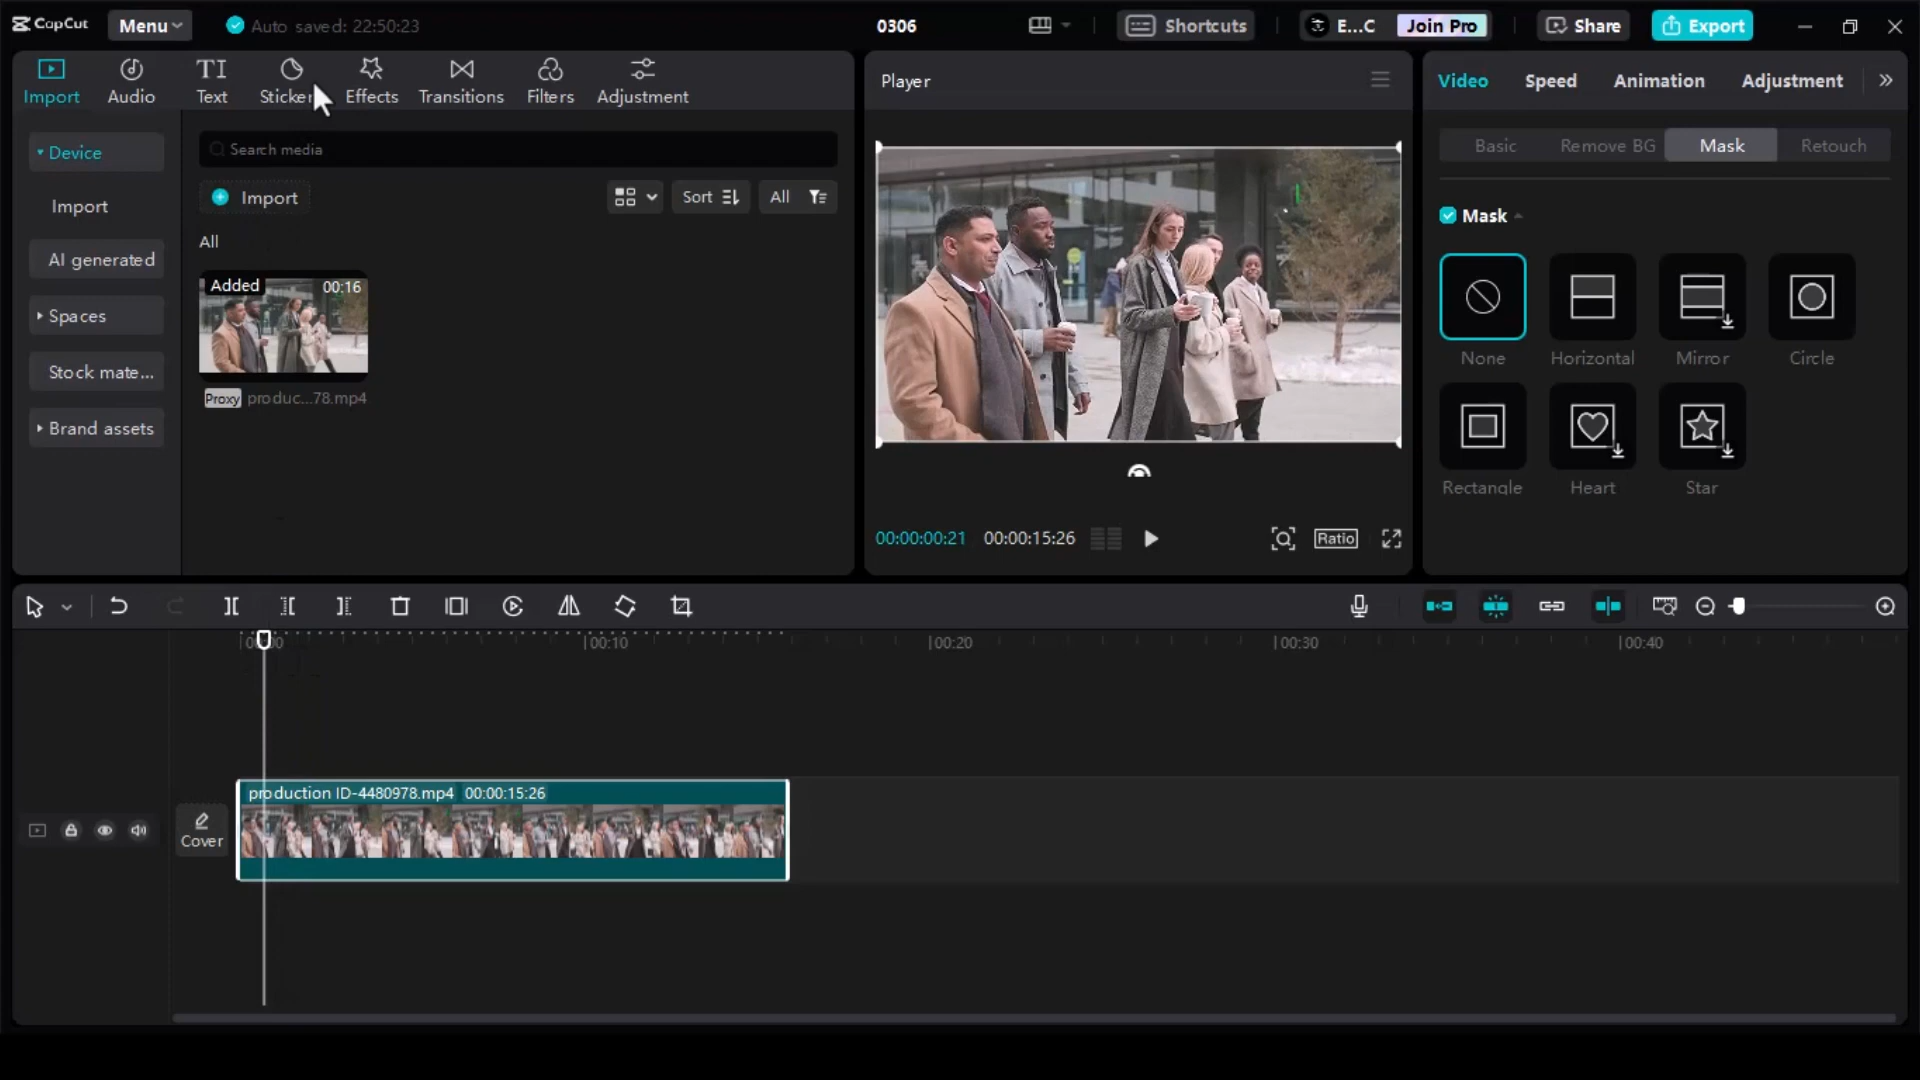 CapCut
Menu
Auto saved: 22:50:23
0306
Shortcuts
E...C
Join Pro
Share
Export
Import
Audio
Text
Effects
Transitions
Filters
Adjustment
Device
Import
AI generated
Spaces
Stock mate...
Brand assets
Search media
Import
Sort
All
All
Added
00:16
Proxy
produc...78.mp4
Player
00:00:00:21
00:00:15:26
Ratio
Video
Speed
Animation
Adjustment
Basic
Remove BG
Mask
Retouch
Mask
None
Horizontal
Mirror
Circle
Rectangle
Heart
Star
00:10
00:20
00:30
00:40
Cover
production ID-4480978.mp4 00:00:15:26